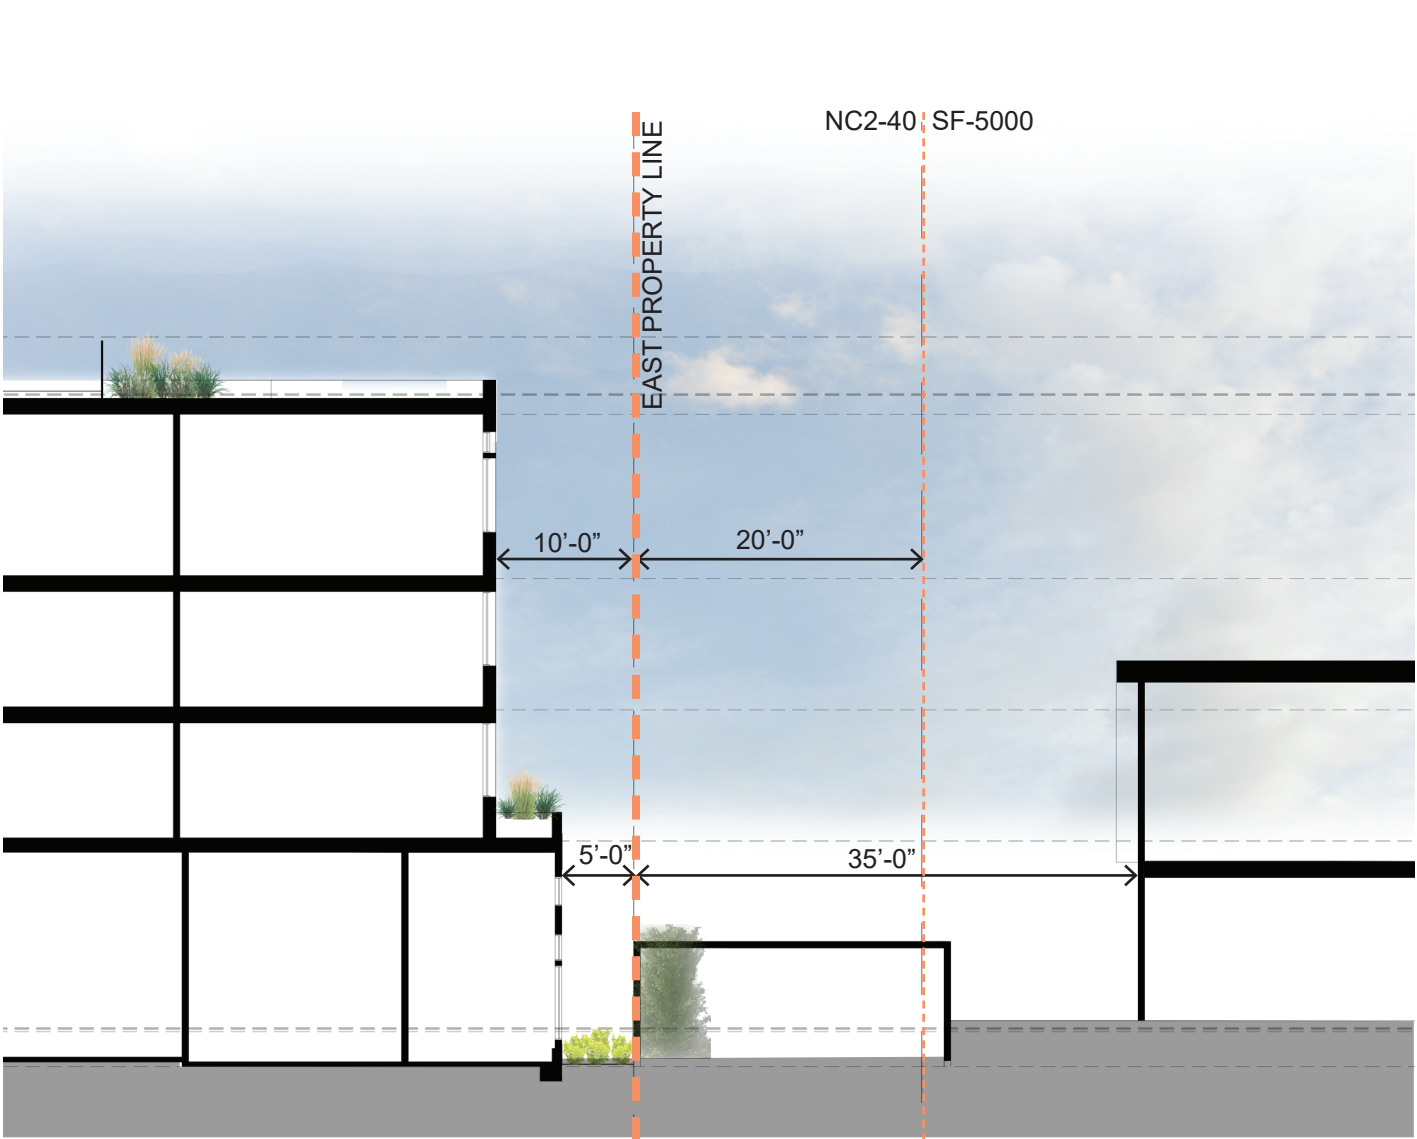 NC2-40 SF-5000
EAST PROPERTY LINE
10’-0”
20’-0”
5’-0”
35’-0”